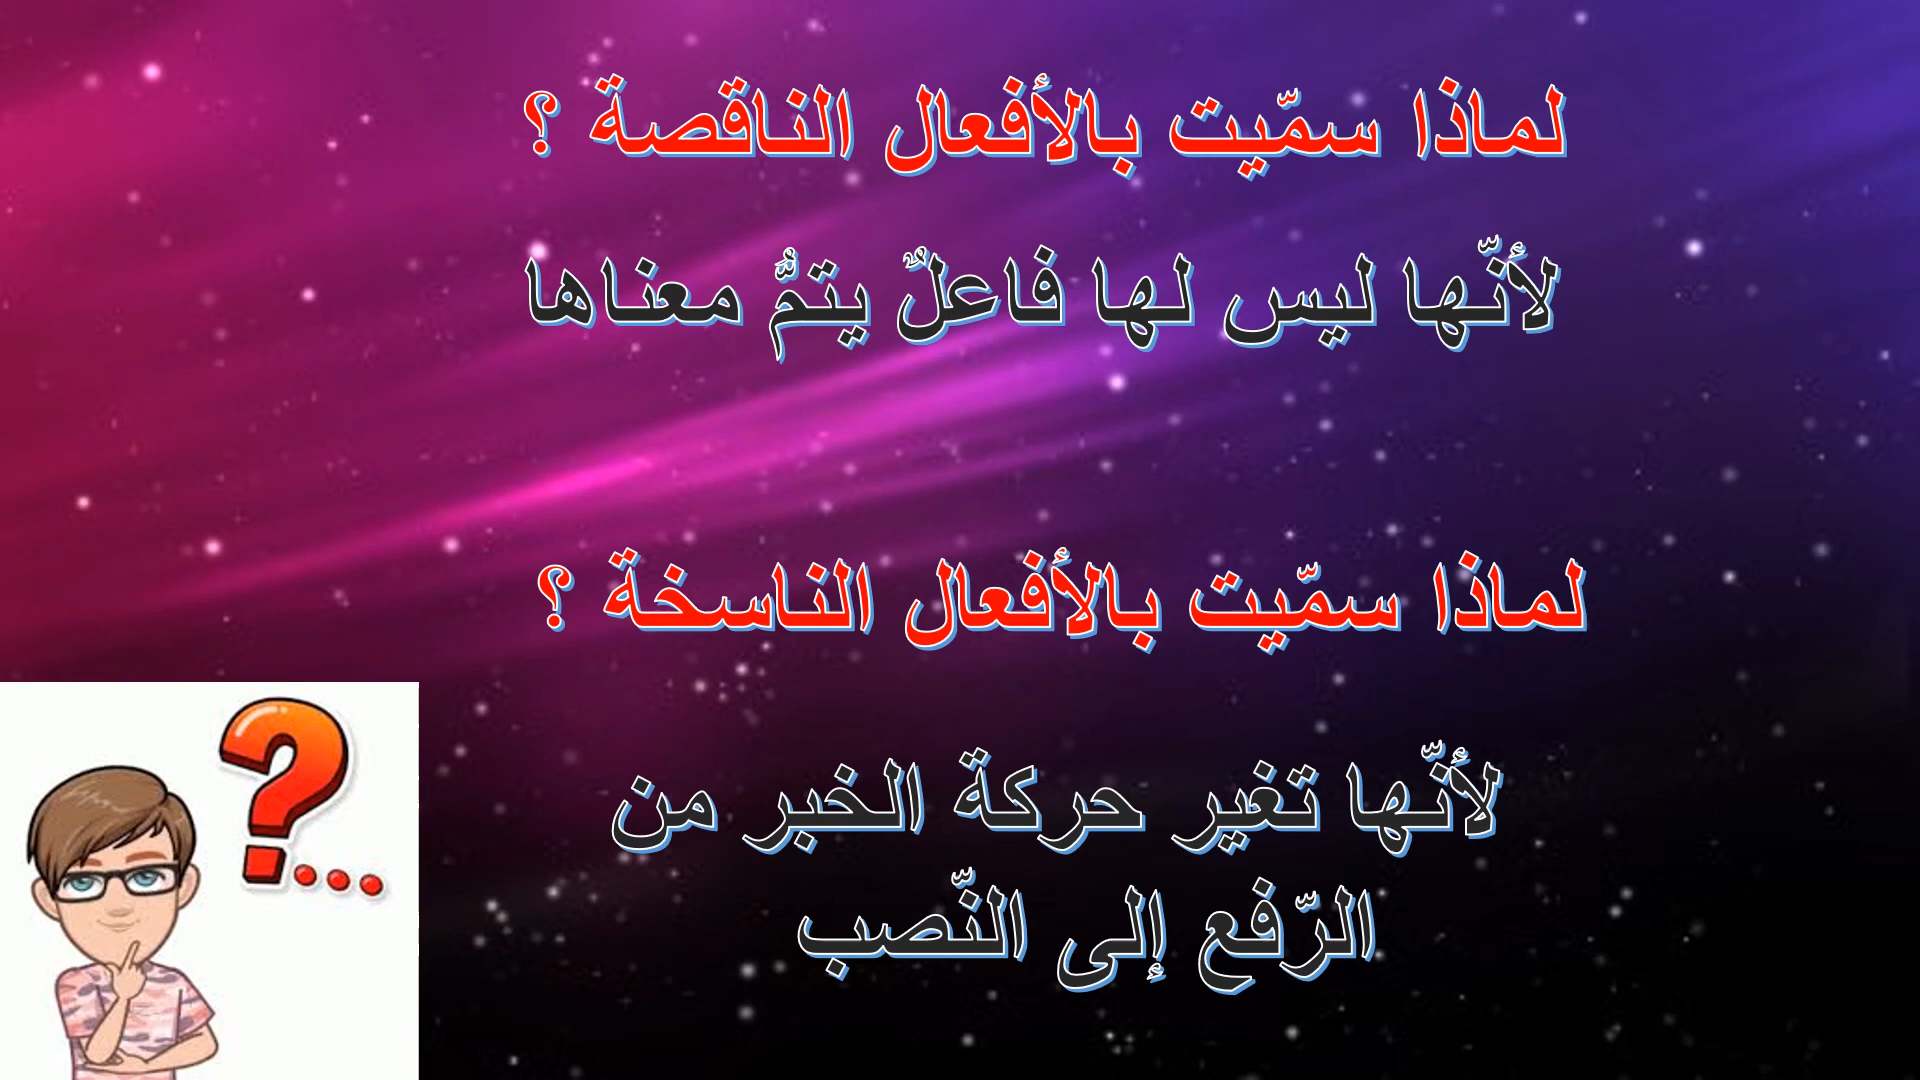 لماذا سمّيت بالأفعال الناقصة ؟
لأنّها ليس لها فاعلٌ يتمُّ معناها
لماذا سمّيت بالأفعال الناسخة ؟
لأنّها تغير حركة الخبر من
الرّفع إلى النّصب
?...